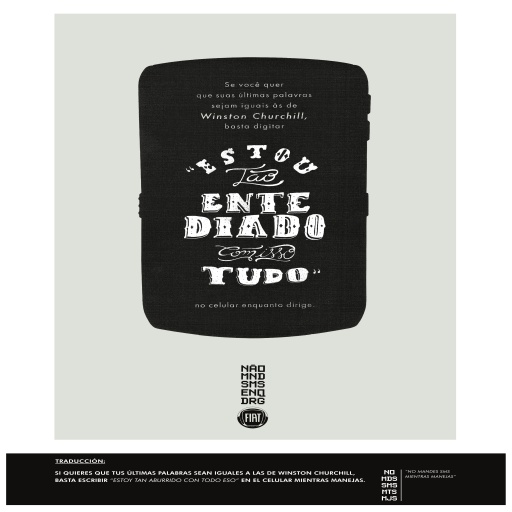 Se você quer
que suas últimas palavras
sejam iguais às de
Winston Churchill,
basta digitar
"ESTOU
Tão
ENTE
DIADO
com isso
TUDO"
no celular enquanto dirige.
NÃO
MND
SMS
ENQ
DRG
FIAT
TRADUCCIÓN:
SI QUIERES QUE TUS ÚLTIMAS PALABRAS SEAN IGUALES A LAS DE WINSTON CHURCHILL,
BASTA ESCRIBIR "ESTOY TAN ABURRIDO CON TODO ESO" EN EL CELULAR MIENTRAS MANEJAS.
NO
MDS
SMS
MTS
MJS
"NO MANDES SMS
MIENTRAS MANEJAS"